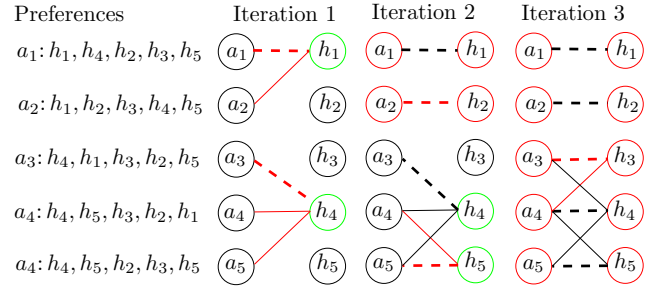 Preferences Iteration 1 Iteration 2 Iteration 3
a₁: h₁, h₄, h₂, h₃, h₅ a₁ h₁ a₁ h₁ a₁ h₁
a₂: h₁, h₂, h₃, h₄, h₅ a₂ h₂ a₂ h₂ a₂ h₂
a₃: h₄, h₁, h₃, h₂, h₅ a₃ h₃ a₃ h₃ a₃ h₃
a₄: h₄, h₅, h₃, h₂, h₁ a₄ h₄ a₄ h₄ a₄ h₄
a₄: h₄, h₅, h₂, h₃, h₅ a₅ h₅ a₅ h₅ a₅ h₅